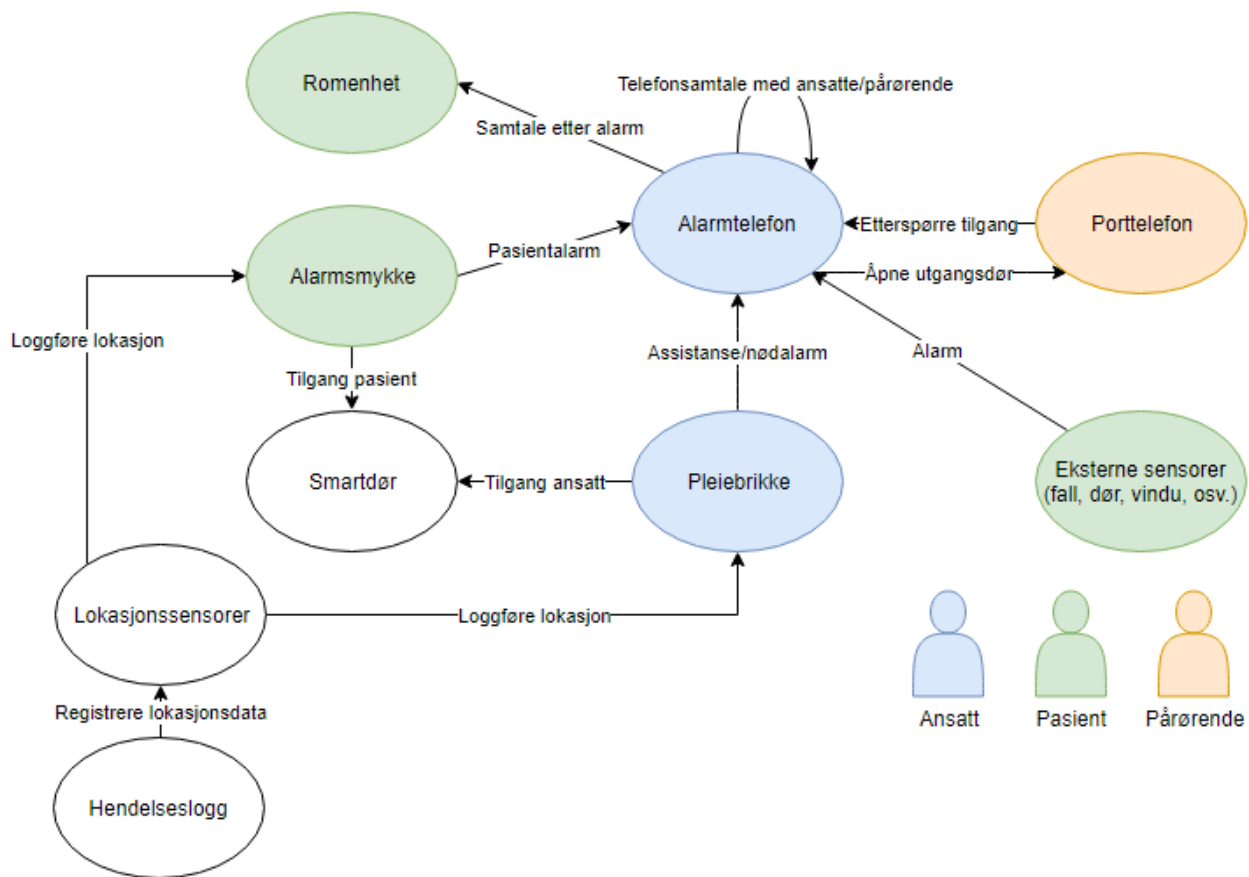 Telefonsamtale med ansatte/pårørende
Romenhet
Samtale etter alarm
Alarmtelefon
Etterspørre tilgang
Porttelefon
Pasientalarm
Alarmsmykke
Åpne utgangsdør
Loggføre lokasjon
Assistanse/nødalarm
Alarm
Tilgang pasient
Smartdør
Tilgang ansatt
Pleiebrikke
Eksterne sensorer
(fall, dør, vindu, osv.)
Lokasjonssensorer
Loggføre lokasjon
Registrere lokasjonsdata
Ansatt
Pasient
Pårørende
Hendelseslogg